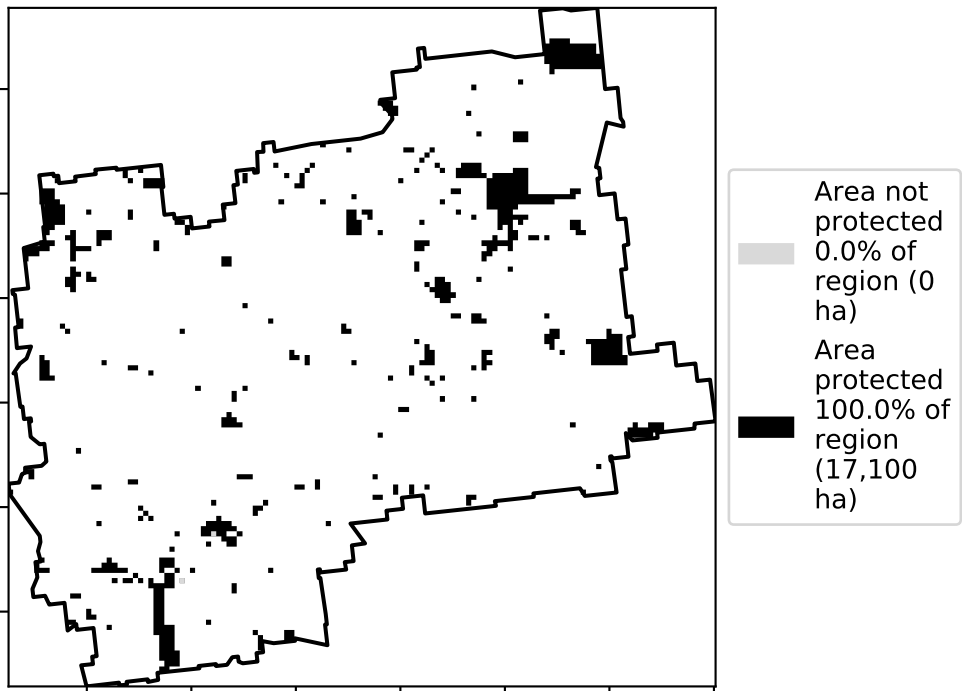 Area not
protected
0.0% of
region (0
ha)
Area
protected
100.0% of
region
(17,100
ha)